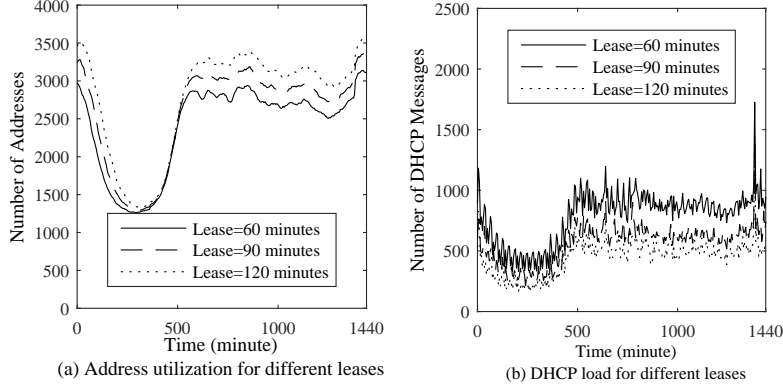 4000
3500
3000
2500
2000
1500
1000
500
0
Number of Addresses
Lease=60 minutes
Lease=90 minutes
Lease=120 minutes
0
500
1000
1440
Time (minute)
(a) Address utilization for different leases
2500
2000
1500
1000
500
0
Number of DHCP Messages
Lease=60 minutes
Lease=90 minutes
Lease=120 minutes
0
500
1000
1440
Time (minute)
(b) DHCP load for different leases